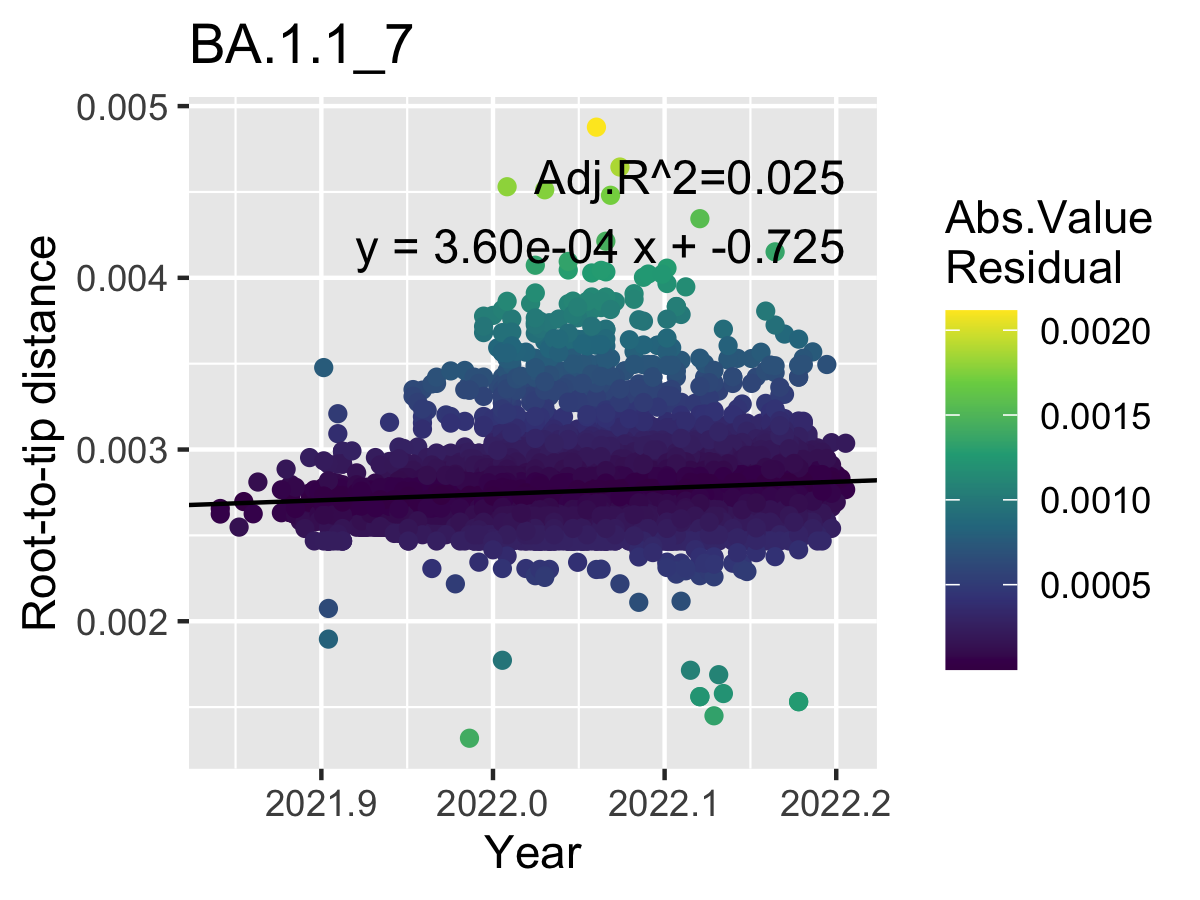 BA.1.1_7
Root-to-tip distance
0.005
0.004
0.003
0.002
Adj.R^2=0.025
y = 3.60e-04 x + -0.725
2021.9
2022.0
2022.1
2022.2
Year
Abs.Value
Residual
0.0020
0.0015
0.0010
0.0005